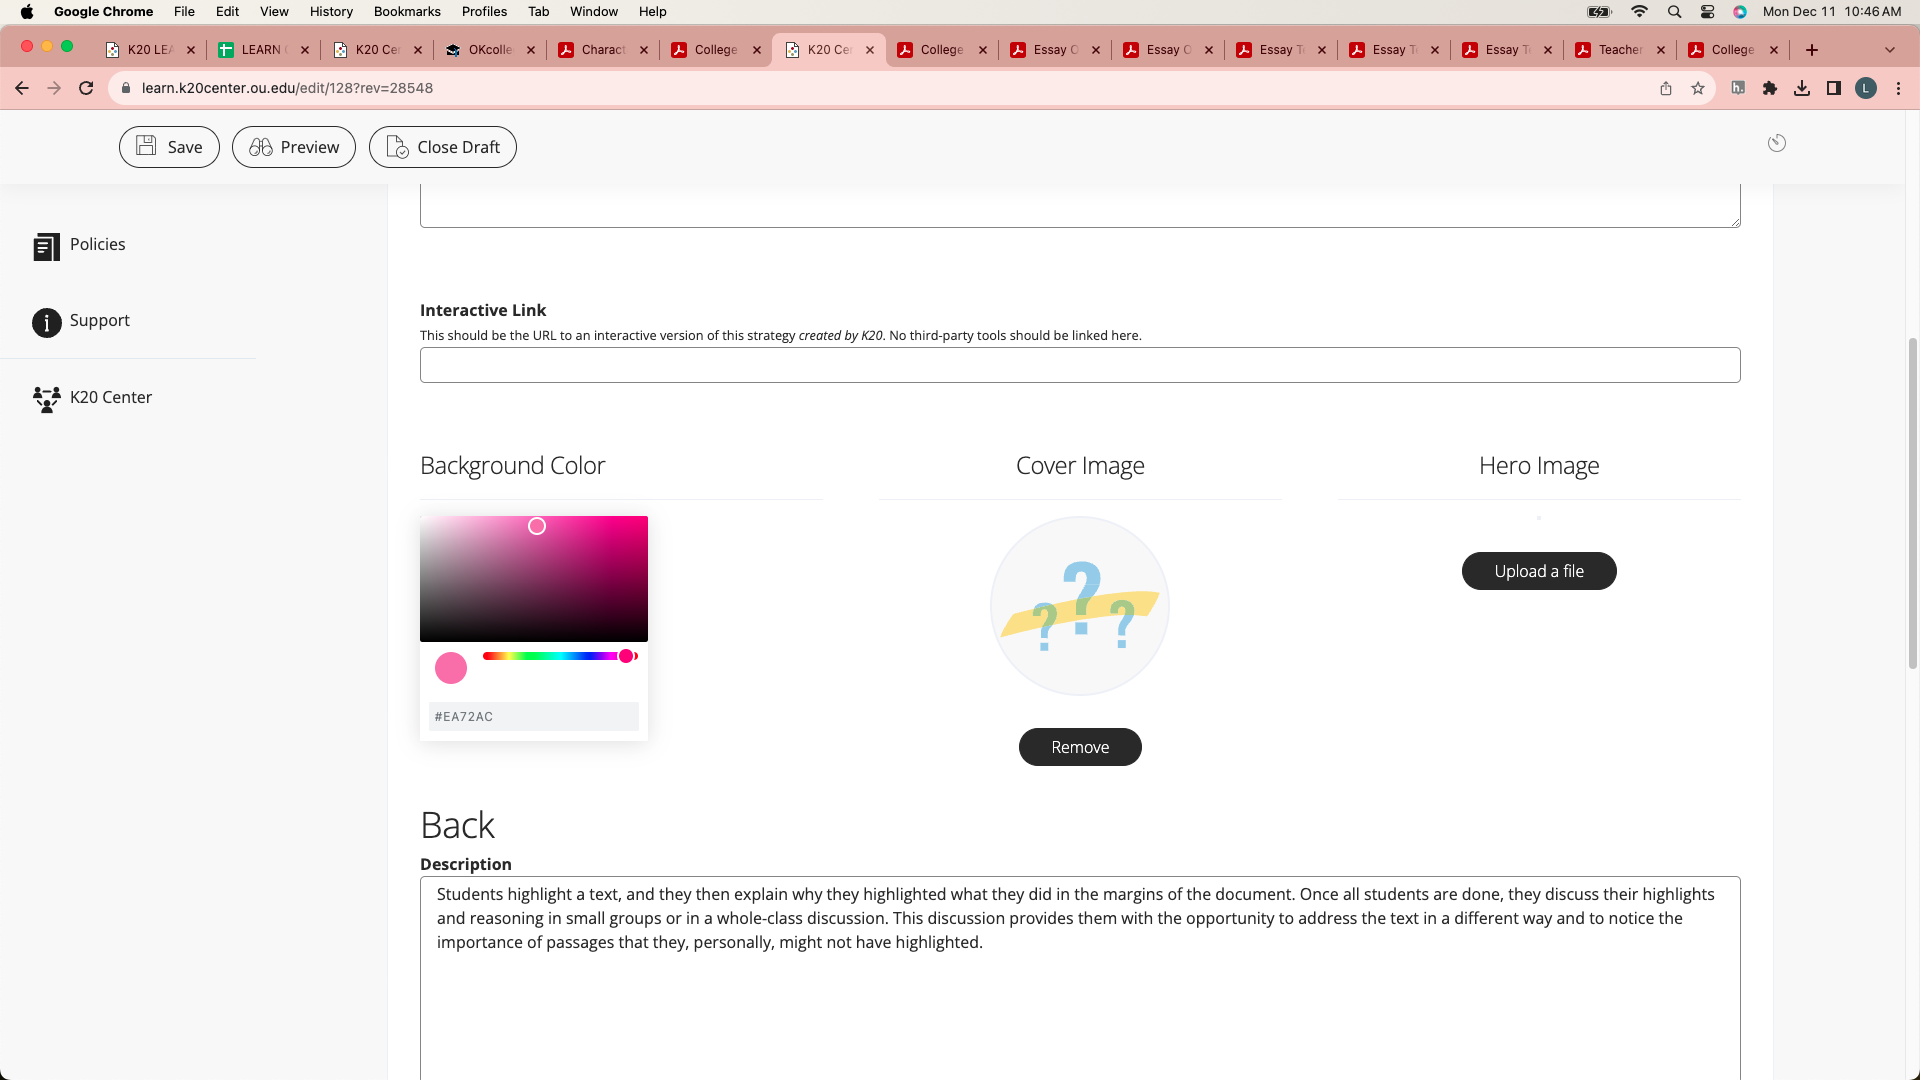 Google Chrome File Edit View History Bookmarks Profiles Tab Window Help Mon Dec 11 10:46 AM
K20 LEA LEARN K20 Cen OKcolle Charact College K20 Cen College Essay O Essay O Essay Te Essay Te Essay Te Teacher College
learn.k20center.ou.edu/edit/128?rev=28548 L
Save Preview Close Draft
Policies
Support
K20 Center
Interactive Link
This should be the URL to an interactive version of this strategy created by K20. No third-party tools should be linked here.
Background Color Cover Image Hero Image
Upload a file
? ? ?
#EA72AC
Remove
Back
Description
Students highlight a text, and they then explain why they highlighted what they did in the margins of the document. Once all students are done, they discuss their highlights
and reasoning in small groups or in a whole-class discussion. This discussion provides them with the opportunity to address the text in a different way and to notice the
importance of passages that they, personally, might not have highlighted.